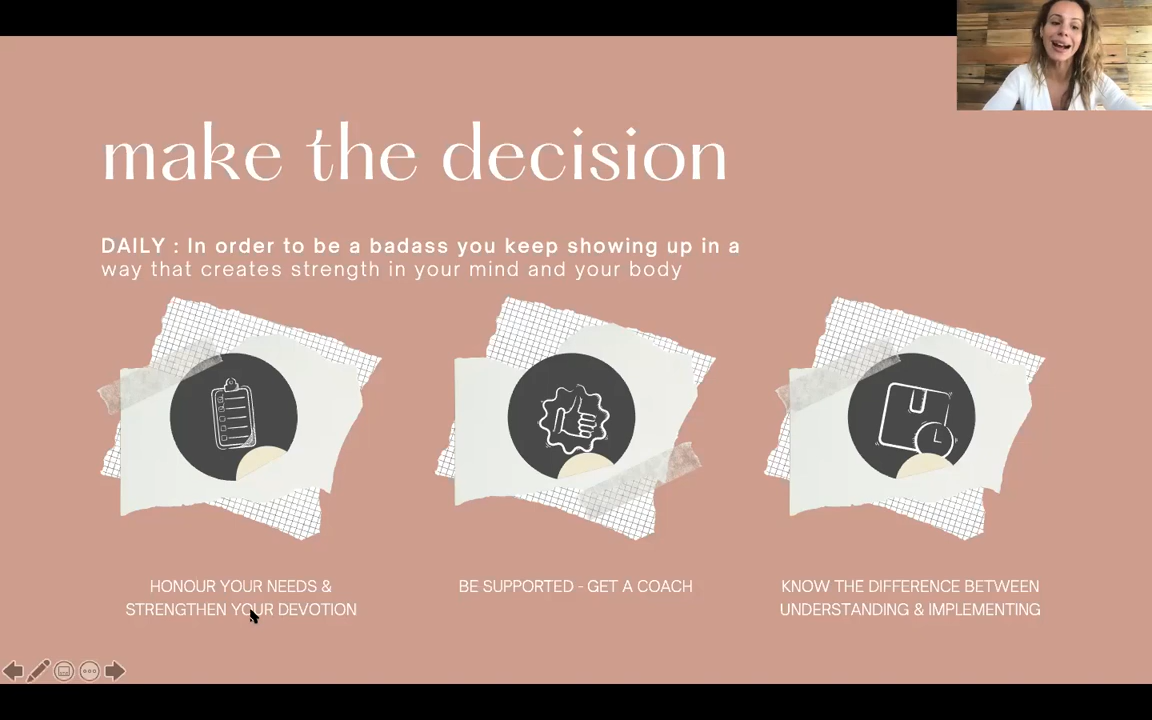 make the decision
DAILY : In order to be a badass you keep showing up in a
way that creates strength in your mind and your body
HONOUR YOUR NEEDS &
STRENGTHEN YOUR DEVOTION
BE SUPPORTED - GET A COACH
KNOW THE DIFFERENCE BETWEEN
UNDERSTANDING & IMPLEMENTING